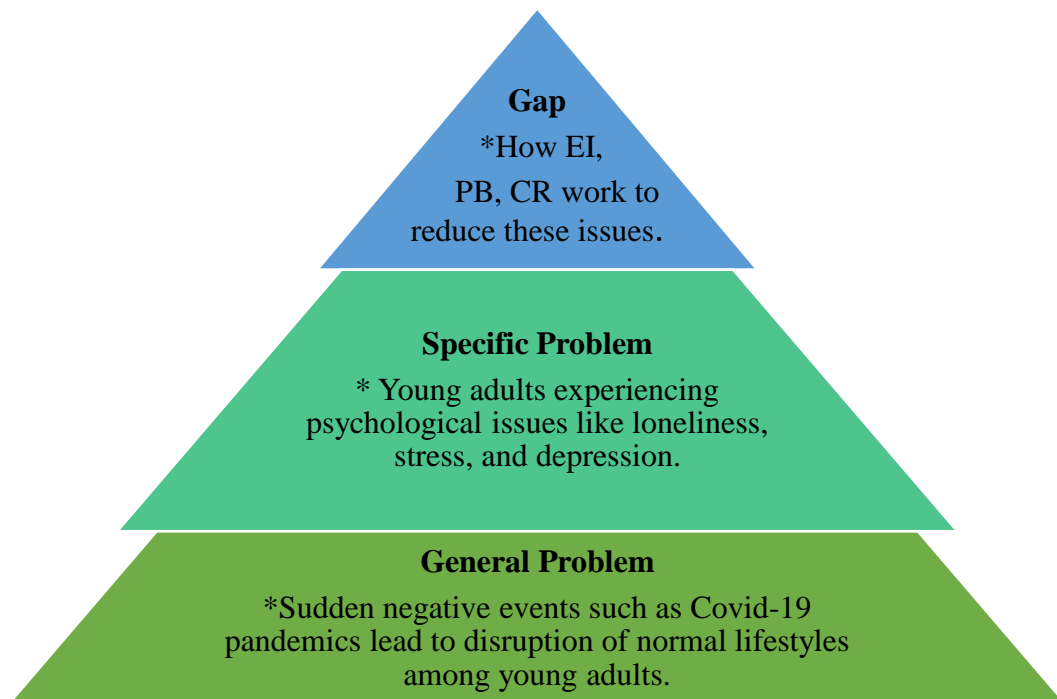 Gap
*How EI,
PB, CR work to
reduce these issues.
Specific Problem
* Young adults experiencing
psychological issues like loneliness,
stress, and depression.
General Problem
*Sudden negative events such as Covid-19
pandemics lead to disruption of normal lifestyles
among young adults.